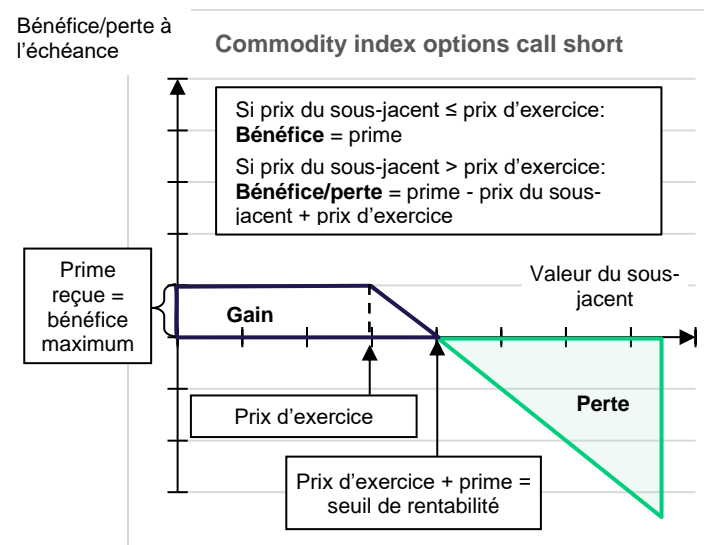 Bénéfice/perte à
l'échéance
Commodity index options call short
Si prix du sous-jacent ≤ prix d'exercice:
Bénéfice = prime
Si prix du sous-jacent > prix d'exercice:
Bénéfice/perte = prime - prix du sous-
jacent + prix d'exercice
Prime
reçue =
bénéfice
maximum
Valeur du sous-
jacent
Gain
Perte
Prix d'exercice
Prix d'exercice + prime =
seuil de rentabilité